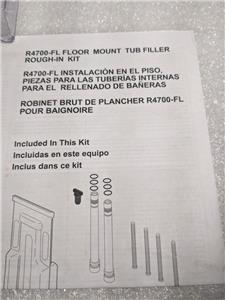 R4700-FL FLOOR MOUNT TUB FILLER
ROUGH-IN KIT
R4700-FL INSTALACIÓN EN EL PISO,
PIEZAS PARA LAS TUBERÍAS INTERNAS
PARA EL RELLENADO DE BAÑERAS
ROBINET BRUT DE PLANCHER R4700-FL
POUR BAIGNOIRE
Included In This Kit
Incluidas en este equipo
Inclus dans ce kit